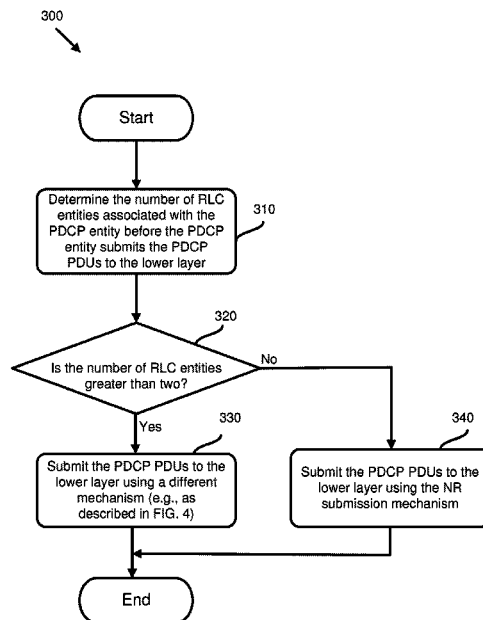 300
Start
Determine the number of RLC
entities associated with the
PDCP entity before the PDCP
entity submits the PDCP
PDUs to the lower layer
310
320
Is the number of RLC entities
greater than two?
No
Yes
330
Submit the PDCP PDUs to the
lower layer using a different
mechanism (e.g., as
described in FIG. 4)
340
Submit the PDCP PDUs to the
lower layer using the NR
submission mechanism
End